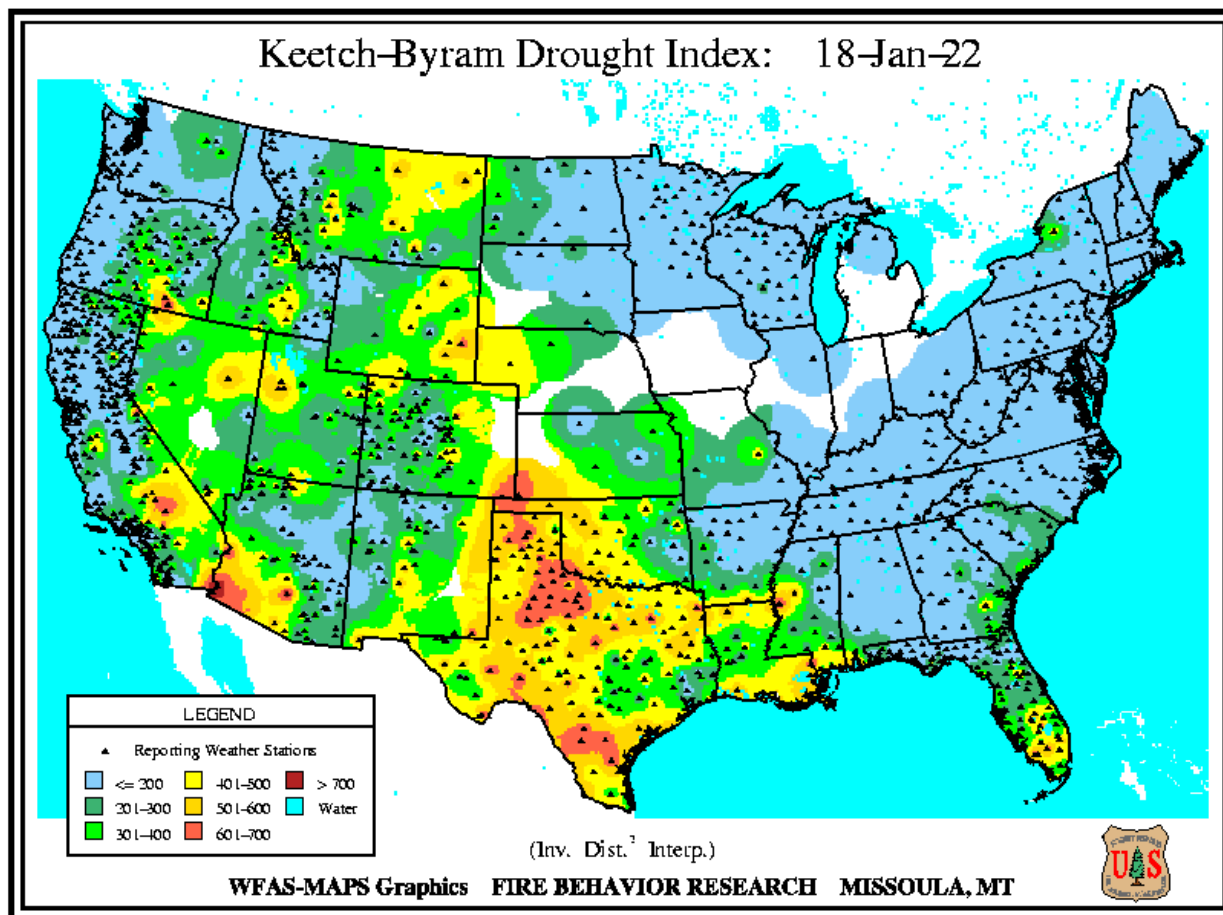 Keetch-Byram Drought Index: 18-Jan-22
LEGEND
Reporting Weather Stations
<= 200 401-500 > 700
201-300 501-600 Water
301-400 601-700
(Inv. Dist.² Interp.)
U S
WFAS-MAPS Graphics FIRE BEHAVIOR RESEARCH MISSOULA, MT